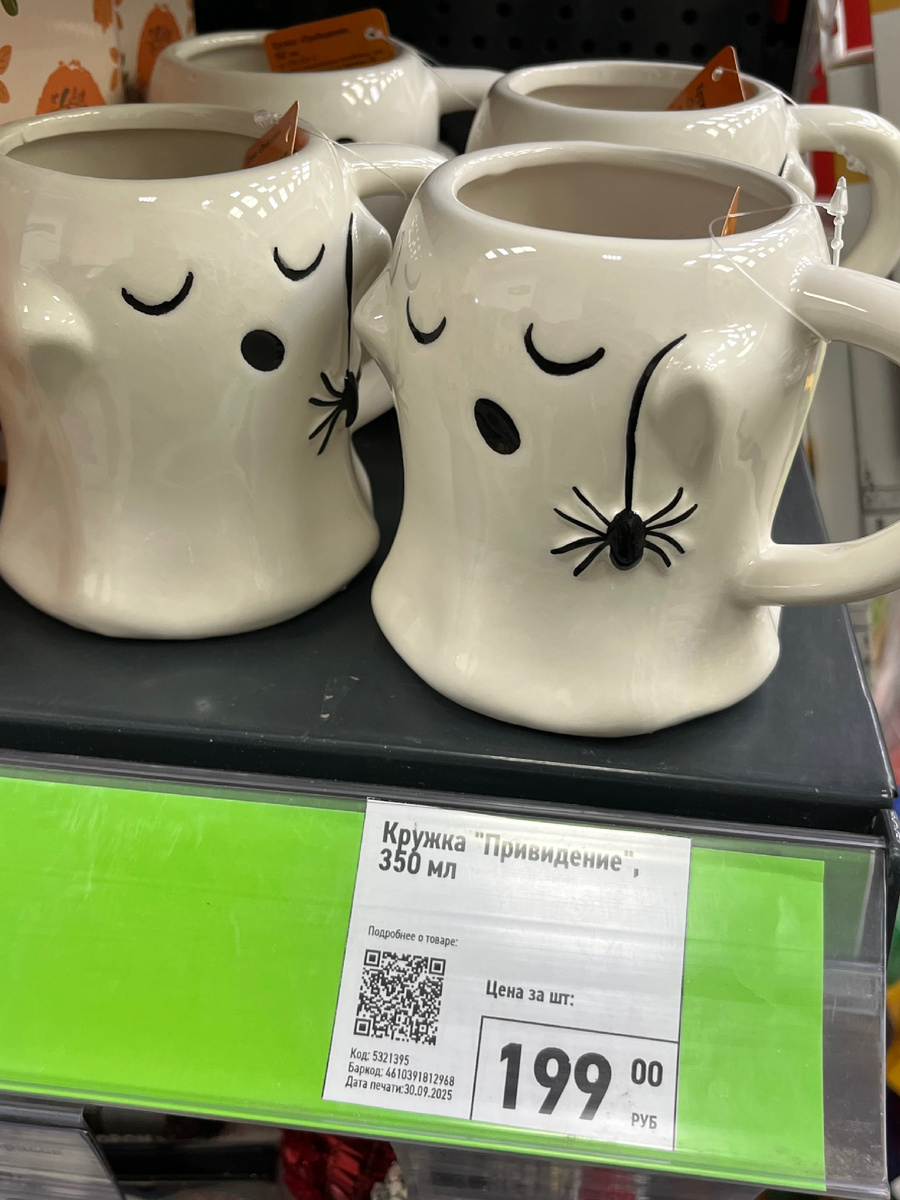 Кружка "Привидение",
350 мл
Подробнее о товаре:
Цена за шт:
199 00
РУБ
Код: 5321395
Баркод: 4610391812968
Дата печати:30.09.2025